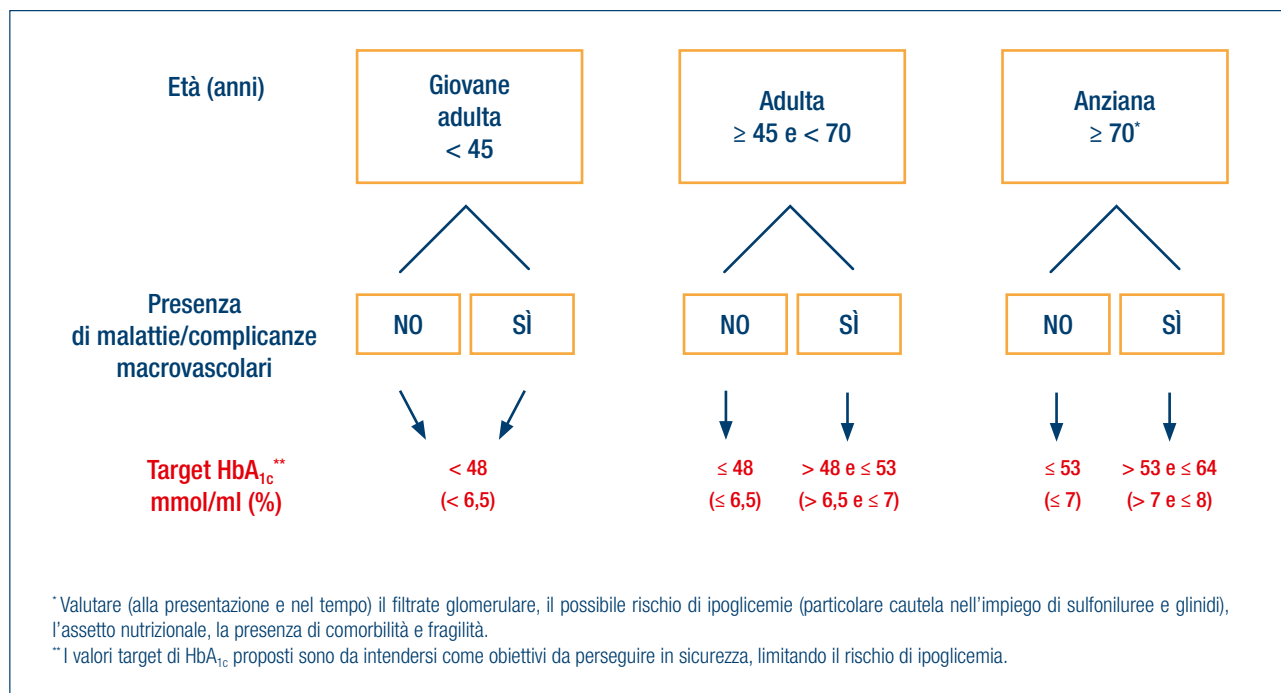 Età (anni)
Giovane
adulta
< 45
Adulta
≥ 45 e < 70
Anziana
≥ 70*
Presenza
di malattie/complicanze
macrovascolari
NO
SÌ
NO
SÌ
NO
SÌ
Target HbA1c**
mmol/ml (%)
< 48
(< 6,5)
≤ 48
(≤ 6,5)
> 48 e ≤ 53
(> 6,5 e ≤ 7)
≤ 53
(≤ 7)
> 53 e ≤ 64
(> 7 e ≤ 8)
* Valutare (alla presentazione e nel tempo) il filtrate glomerulare, il possibile rischio di ipoglicemie (particolare cautela nell'impiego di sulfoniluree e glinidi),
l'assetto nutrizionale, la presenza di comorbilità e fragilità.
** I valori target di HbA1c proposti sono da intendersi come obiettivi da perseguire in sicurezza, limitando il rischio di ipoglicemia.